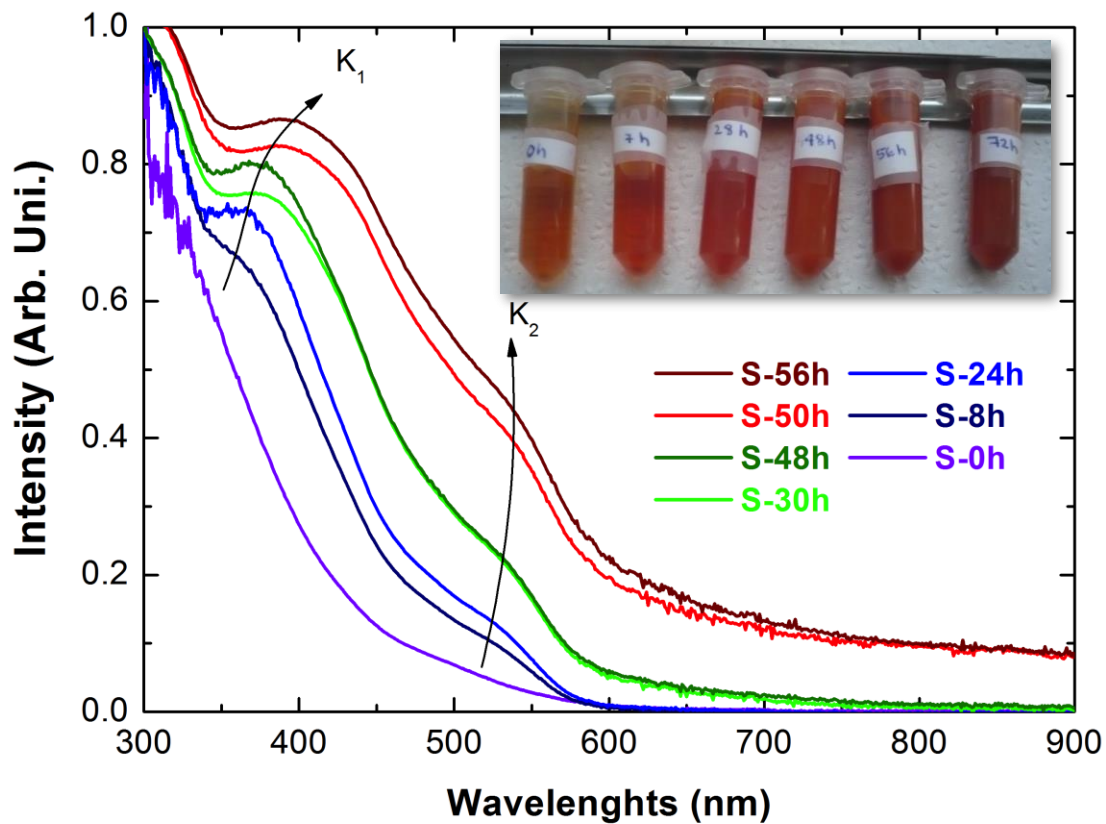 Intensity (Arb. Uni.)
1.0
0.8
0.6
0.4
0.2
0.0
K1
K2
0h
7h
28h
48h
56h
72h
S-56h
S-24h
S-50h
S-8h
S-48h
S-0h
S-30h
300 400 500 600 700 800 900
Wavelenghts (nm)